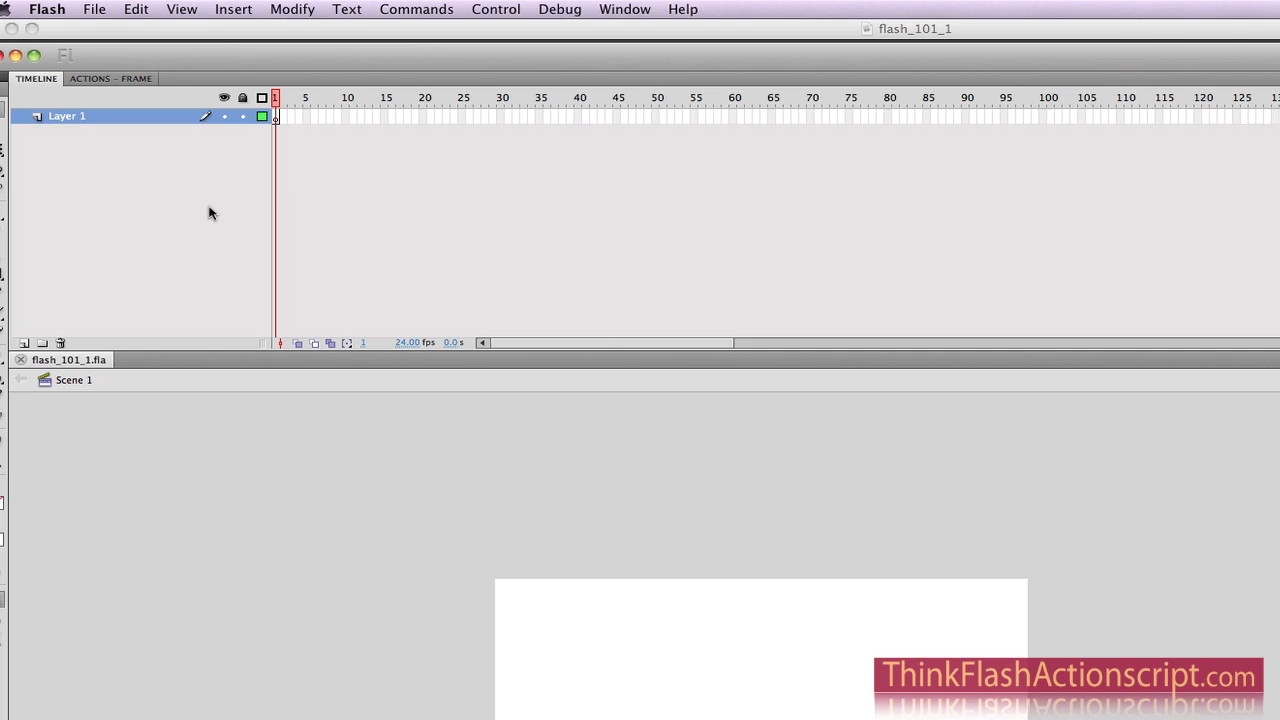 Flash File Edit View Insert Modify Text Commands Control Debug Window Help
flash_101_1
Fl
TIMELINE ACTIONS – FRAME
1 5 10 15 20 25 30 35 40 45 50 55 60 65 70 75 80 85 90 95 100 105 110 115 120 125
Layer 1
1 24.00 fps 0.0 s
flash_101_1.fla
Scene 1
ThinkFlashActionscript.com